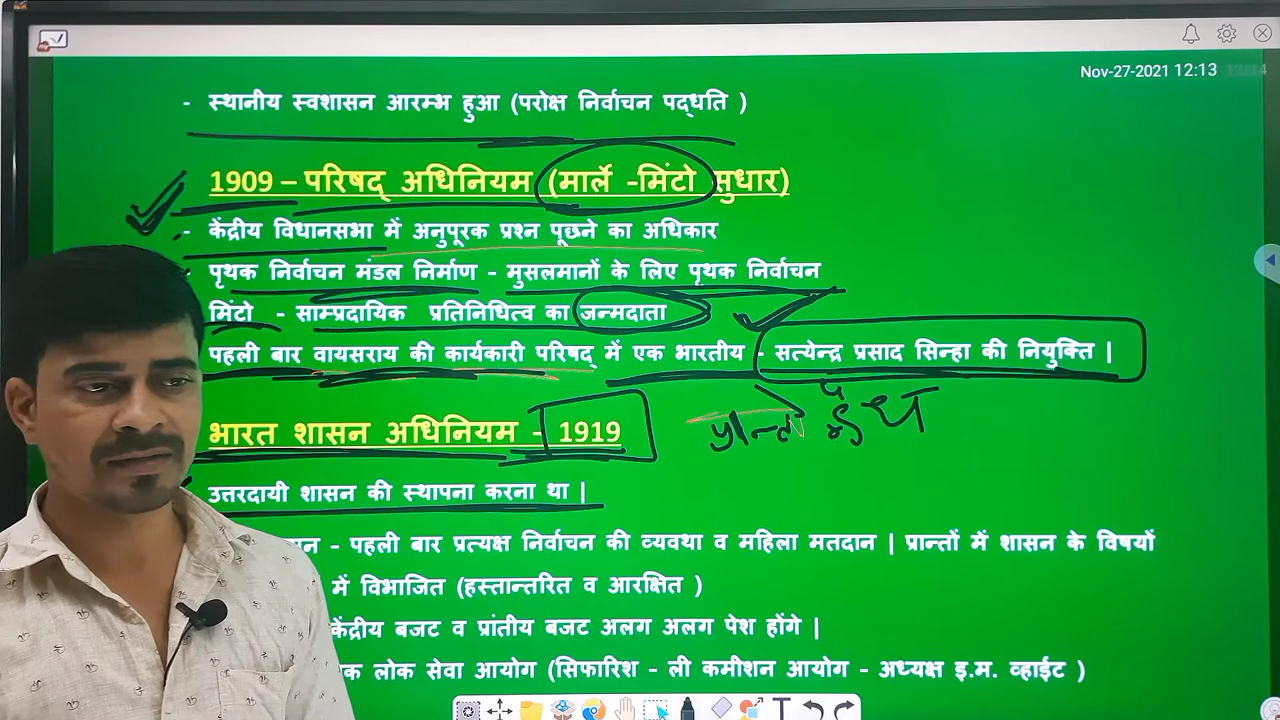 Nov-27-2021 12:13
- स्थानीय स्वशासन आरम्भ हुआ (परोक्ष निर्वाचन पद्धति )
1909 – परिषद् अधिनियम (मार्ले -मिंटो सुधार)
- केंद्रीय विधानसभा में अनुपूरक प्रश्न पूछने का अधिकार
- पृथक निर्वाचन मंडल निर्माण - मुसलमानों के लिए पृथक निर्वाचन
मिंटो - साम्प्रदायिक प्रतिनिधित्व का जन्मदाता
पहली बार वायसराय की कार्यकारी परिषद् में एक भारतीय - सत्येन्द्र प्रसाद सिन्हा की नियुक्ति |
भारत शासन अधिनियम - 1919
प्रान्तो में
उत्तरदायी शासन की स्थापना करना था |
- पहली बार प्रत्यक्ष निर्वाचन की व्यवथा व महिला मतदान | प्रान्तों में शासन के विषयों
में विभाजित (हस्तान्तरित व आरक्षित )
केंद्रीय बजट व प्रांतीय बजट अलग अलग पेश होंगे |
लोक सेवा आयोग (सिफारिश - ली कमीशन आयोग - अध्यक्ष इ.म. व्हाईट )